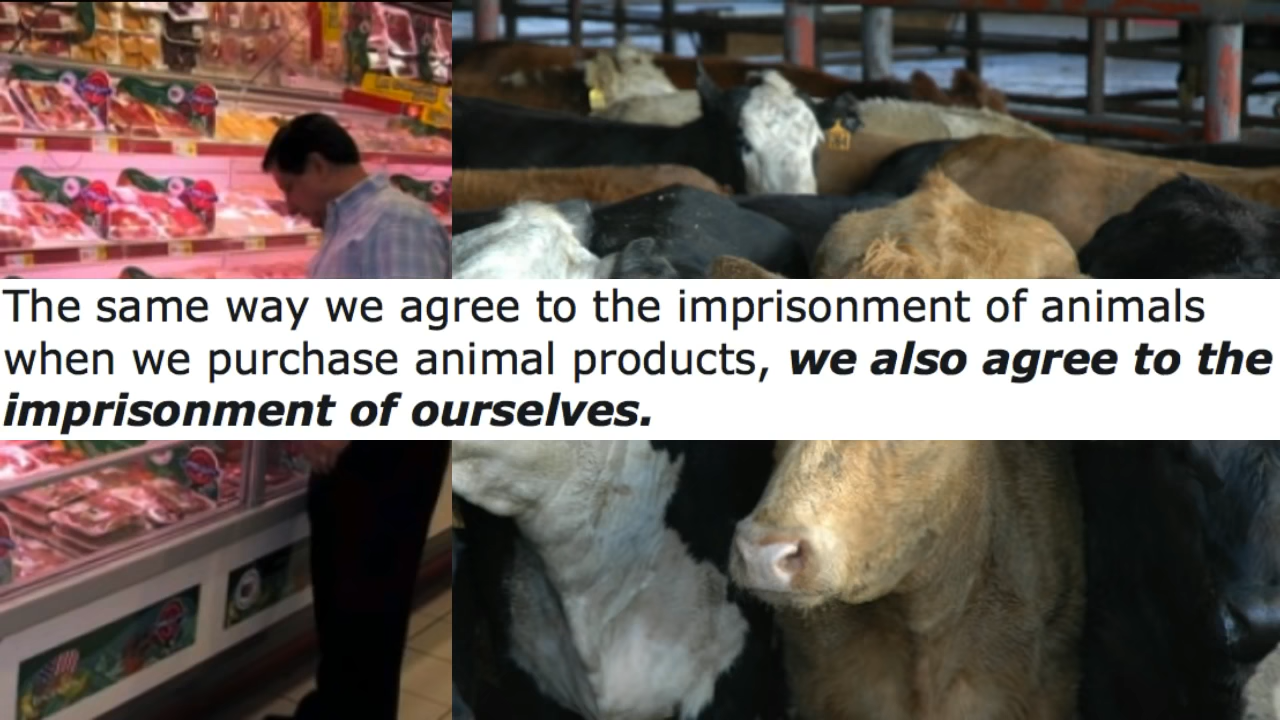 The same way we agree to the imprisonment of animals
when we purchase animal products, we also agree to the
imprisonment of ourselves.